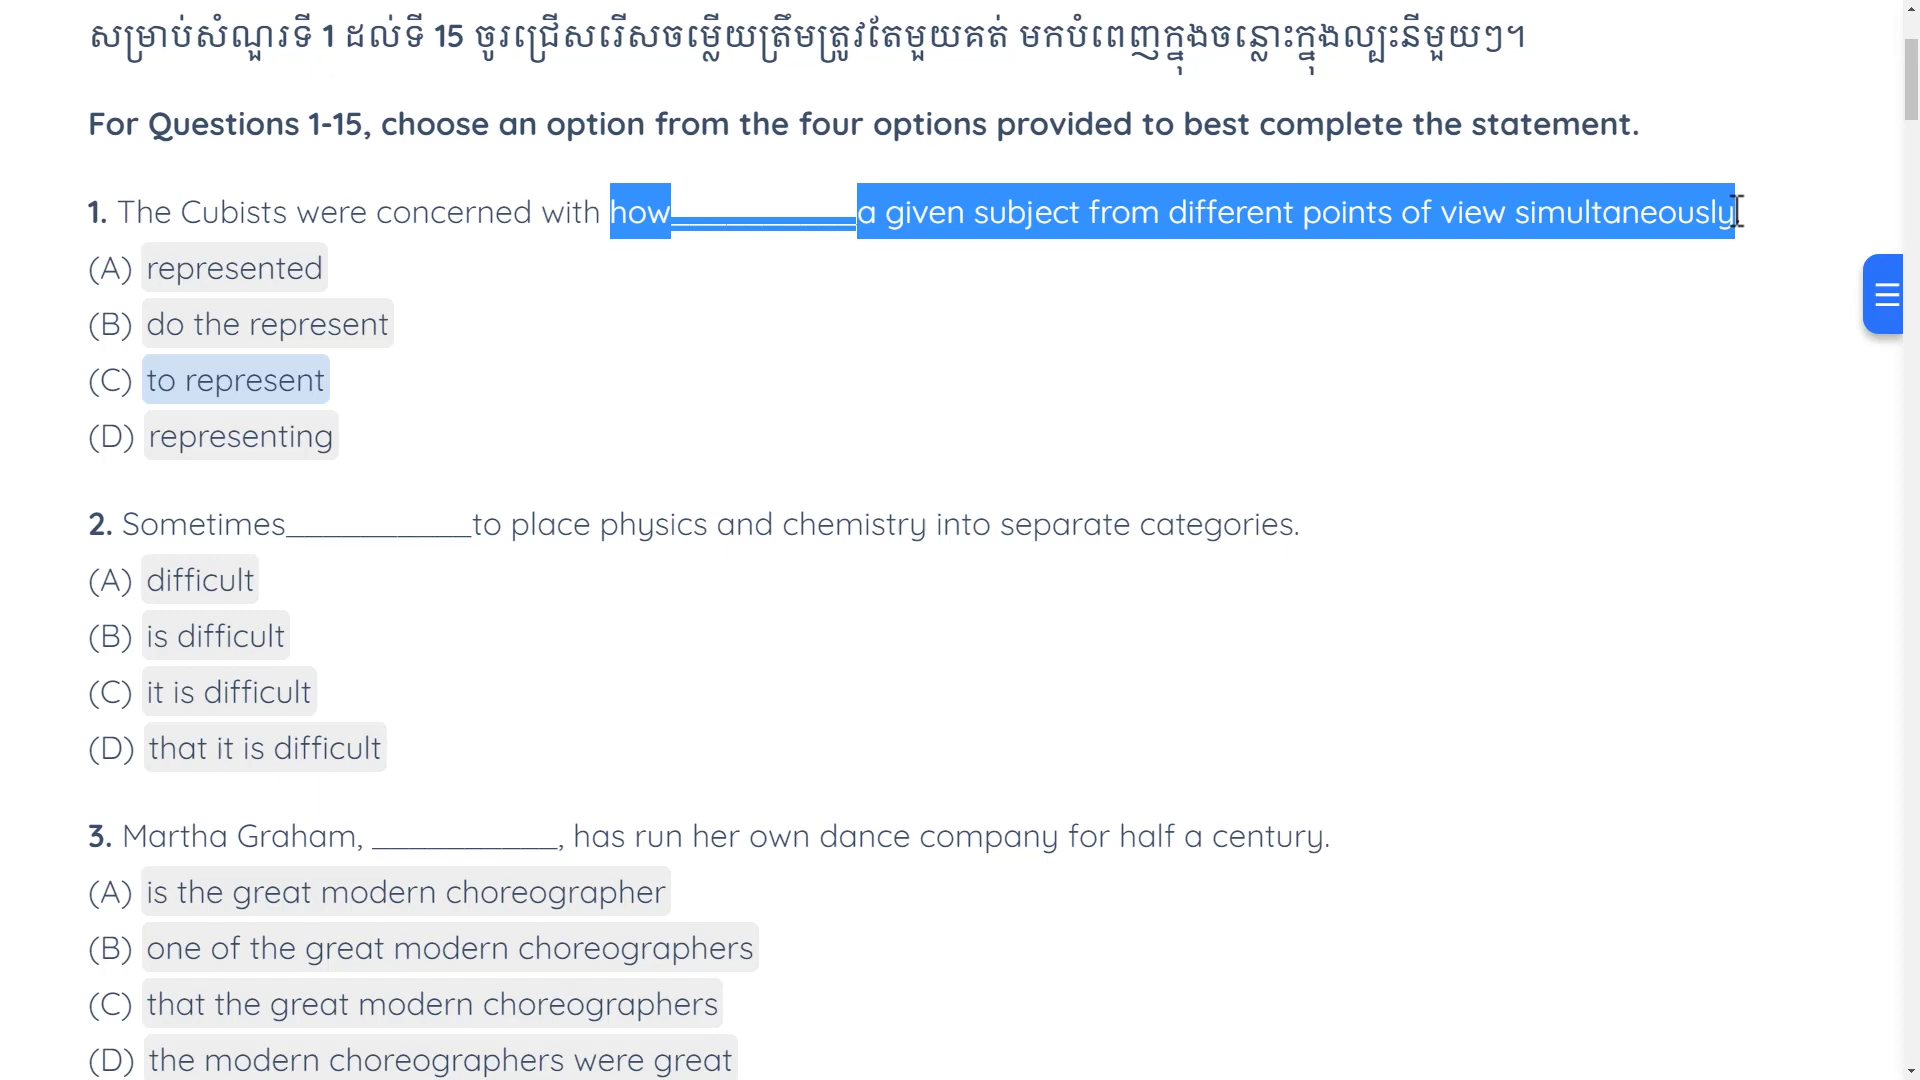 សម្រាប់សំណួរទី 1 ដល់ទី 15 ចូរជ្រើសរើសចម្លើយត្រឹមត្រូវតែមួយគត់ មកបំពេញក្នុងចន្លោះក្នុងល្បះនីមួយៗ។
For Questions 1-15, choose an option from the four options provided to best complete the statement.
1. The Cubists were concerned with how__________a given subject from different points of view simultaneously.
(A) represented
(B) do the represent
(C) to represent
(D) representing
2. Sometimes__________to place physics and chemistry into separate categories.
(A) difficult
(B) is difficult
(C) it is difficult
(D) that it is difficult
3. Martha Graham, __________, has run her own dance company for half a century.
(A) is the great modern choreographer
(B) one of the great modern choreographers
(C) that the great modern choreographers
(D) the modern choreographers were great